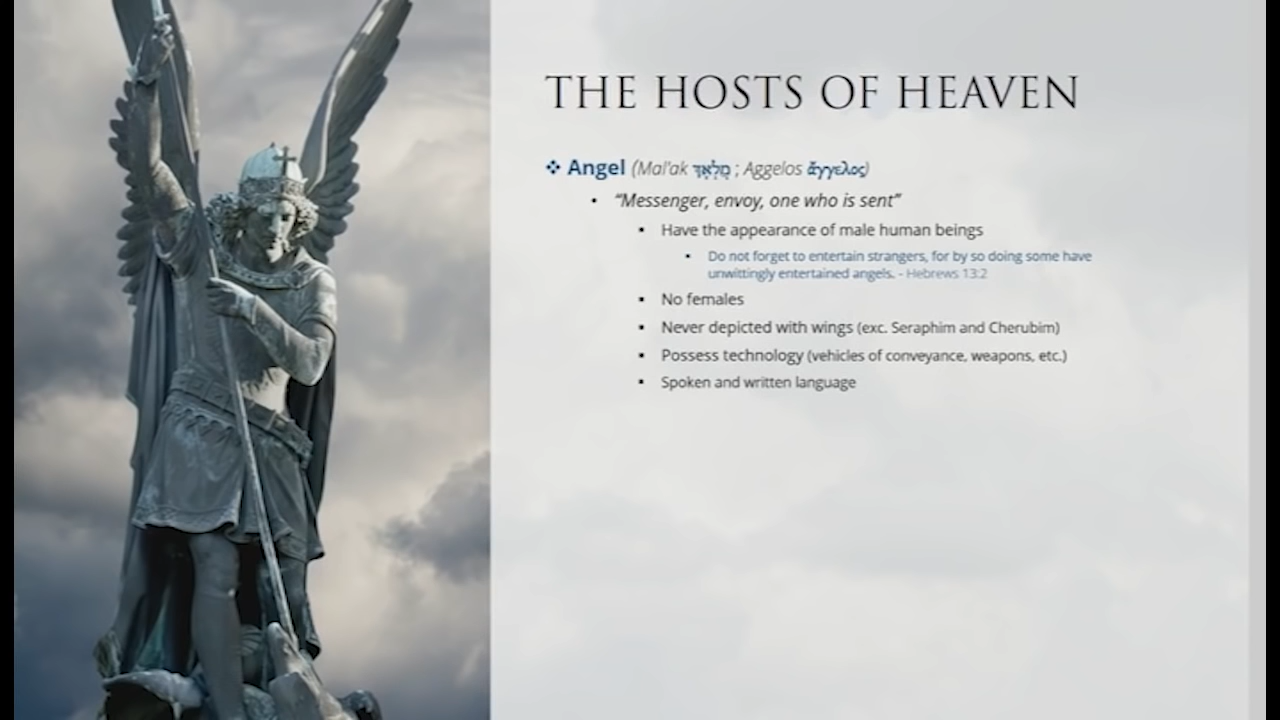 THE HOSTS OF HEAVEN
❖ Angel (Mal'ak מַלְאָךְ ; Aggelos ἄγγελος)
• “Messenger, envoy, one who is sent”
▪ Have the appearance of male human beings
▪ Do not forget to entertain strangers, for by so doing some have
unwittingly entertained angels. - Hebrews 13:2
▪ No females
▪ Never depicted with wings (exc. Seraphim and Cherubim)
▪ Possess technology (vehicles of conveyance, weapons, etc.)
▪ Spoken and written language